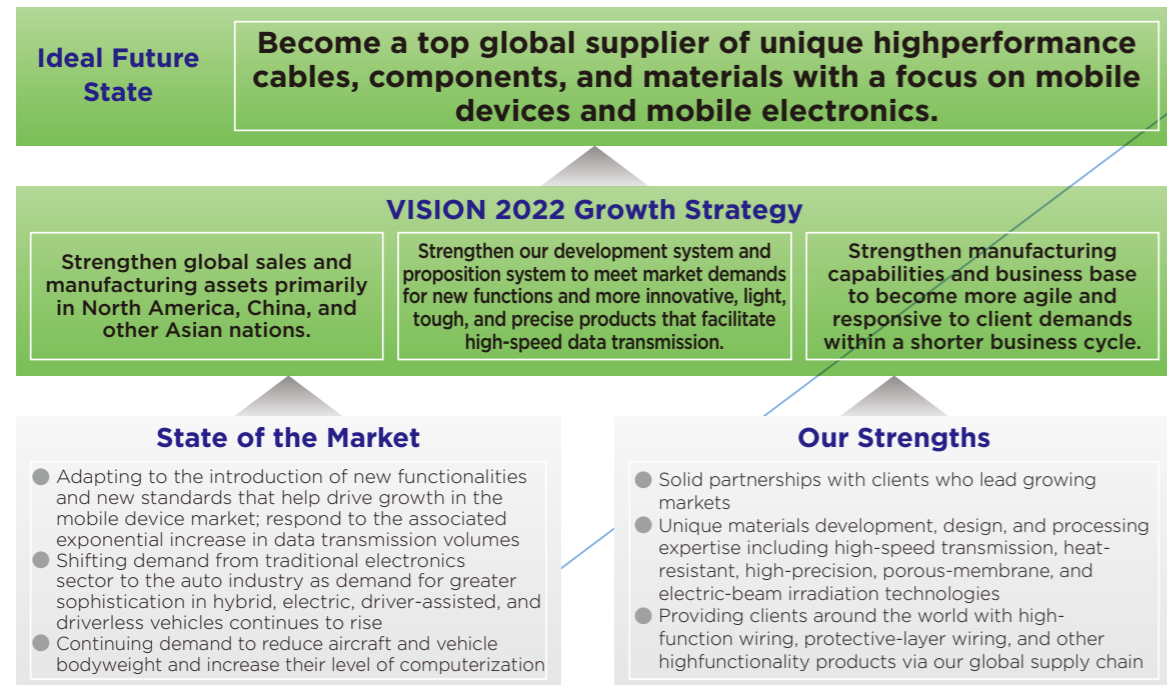 Ideal Future
State
Become a top global supplier of unique highperformance
cables, components, and materials with a focus on mobile
devices and mobile electronics.
VISION 2022 Growth Strategy
Strengthen global sales and
manufacturing assets primarily
in North America, China, and
other Asian nations.
Strengthen our development system and
proposition system to meet market demands
for new functions and more innovative, light,
tough, and precise products that facilitate
high-speed data transmission.
Strengthen manufacturing
capabilities and business base
to become more agile and
responsive to client demands
within a shorter business cycle.
State of the Market
● Adapting to the introduction of new functionalities
and new standards that help drive growth in the
mobile device market; respond to the associated
exponential increase in data transmission volumes
● Shifting demand from traditional electronics
sector to the auto industry as demand for greater
sophistication in hybrid, electric, driver-assisted, and
driverless vehicles continues to rise
● Continuing demand to reduce aircraft and vehicle
bodyweight and increase their level of computerization
Our Strengths
● Solid partnerships with clients who lead growing
markets
● Unique materials development, design, and processing
expertise including high-speed transmission, heat-
resistant, high-precision, porous-membrane, and
electric-beam irradiation technologies
● Providing clients around the world with high-
function wiring, protective-layer wiring, and other
highfunctionality products via our global supply chain